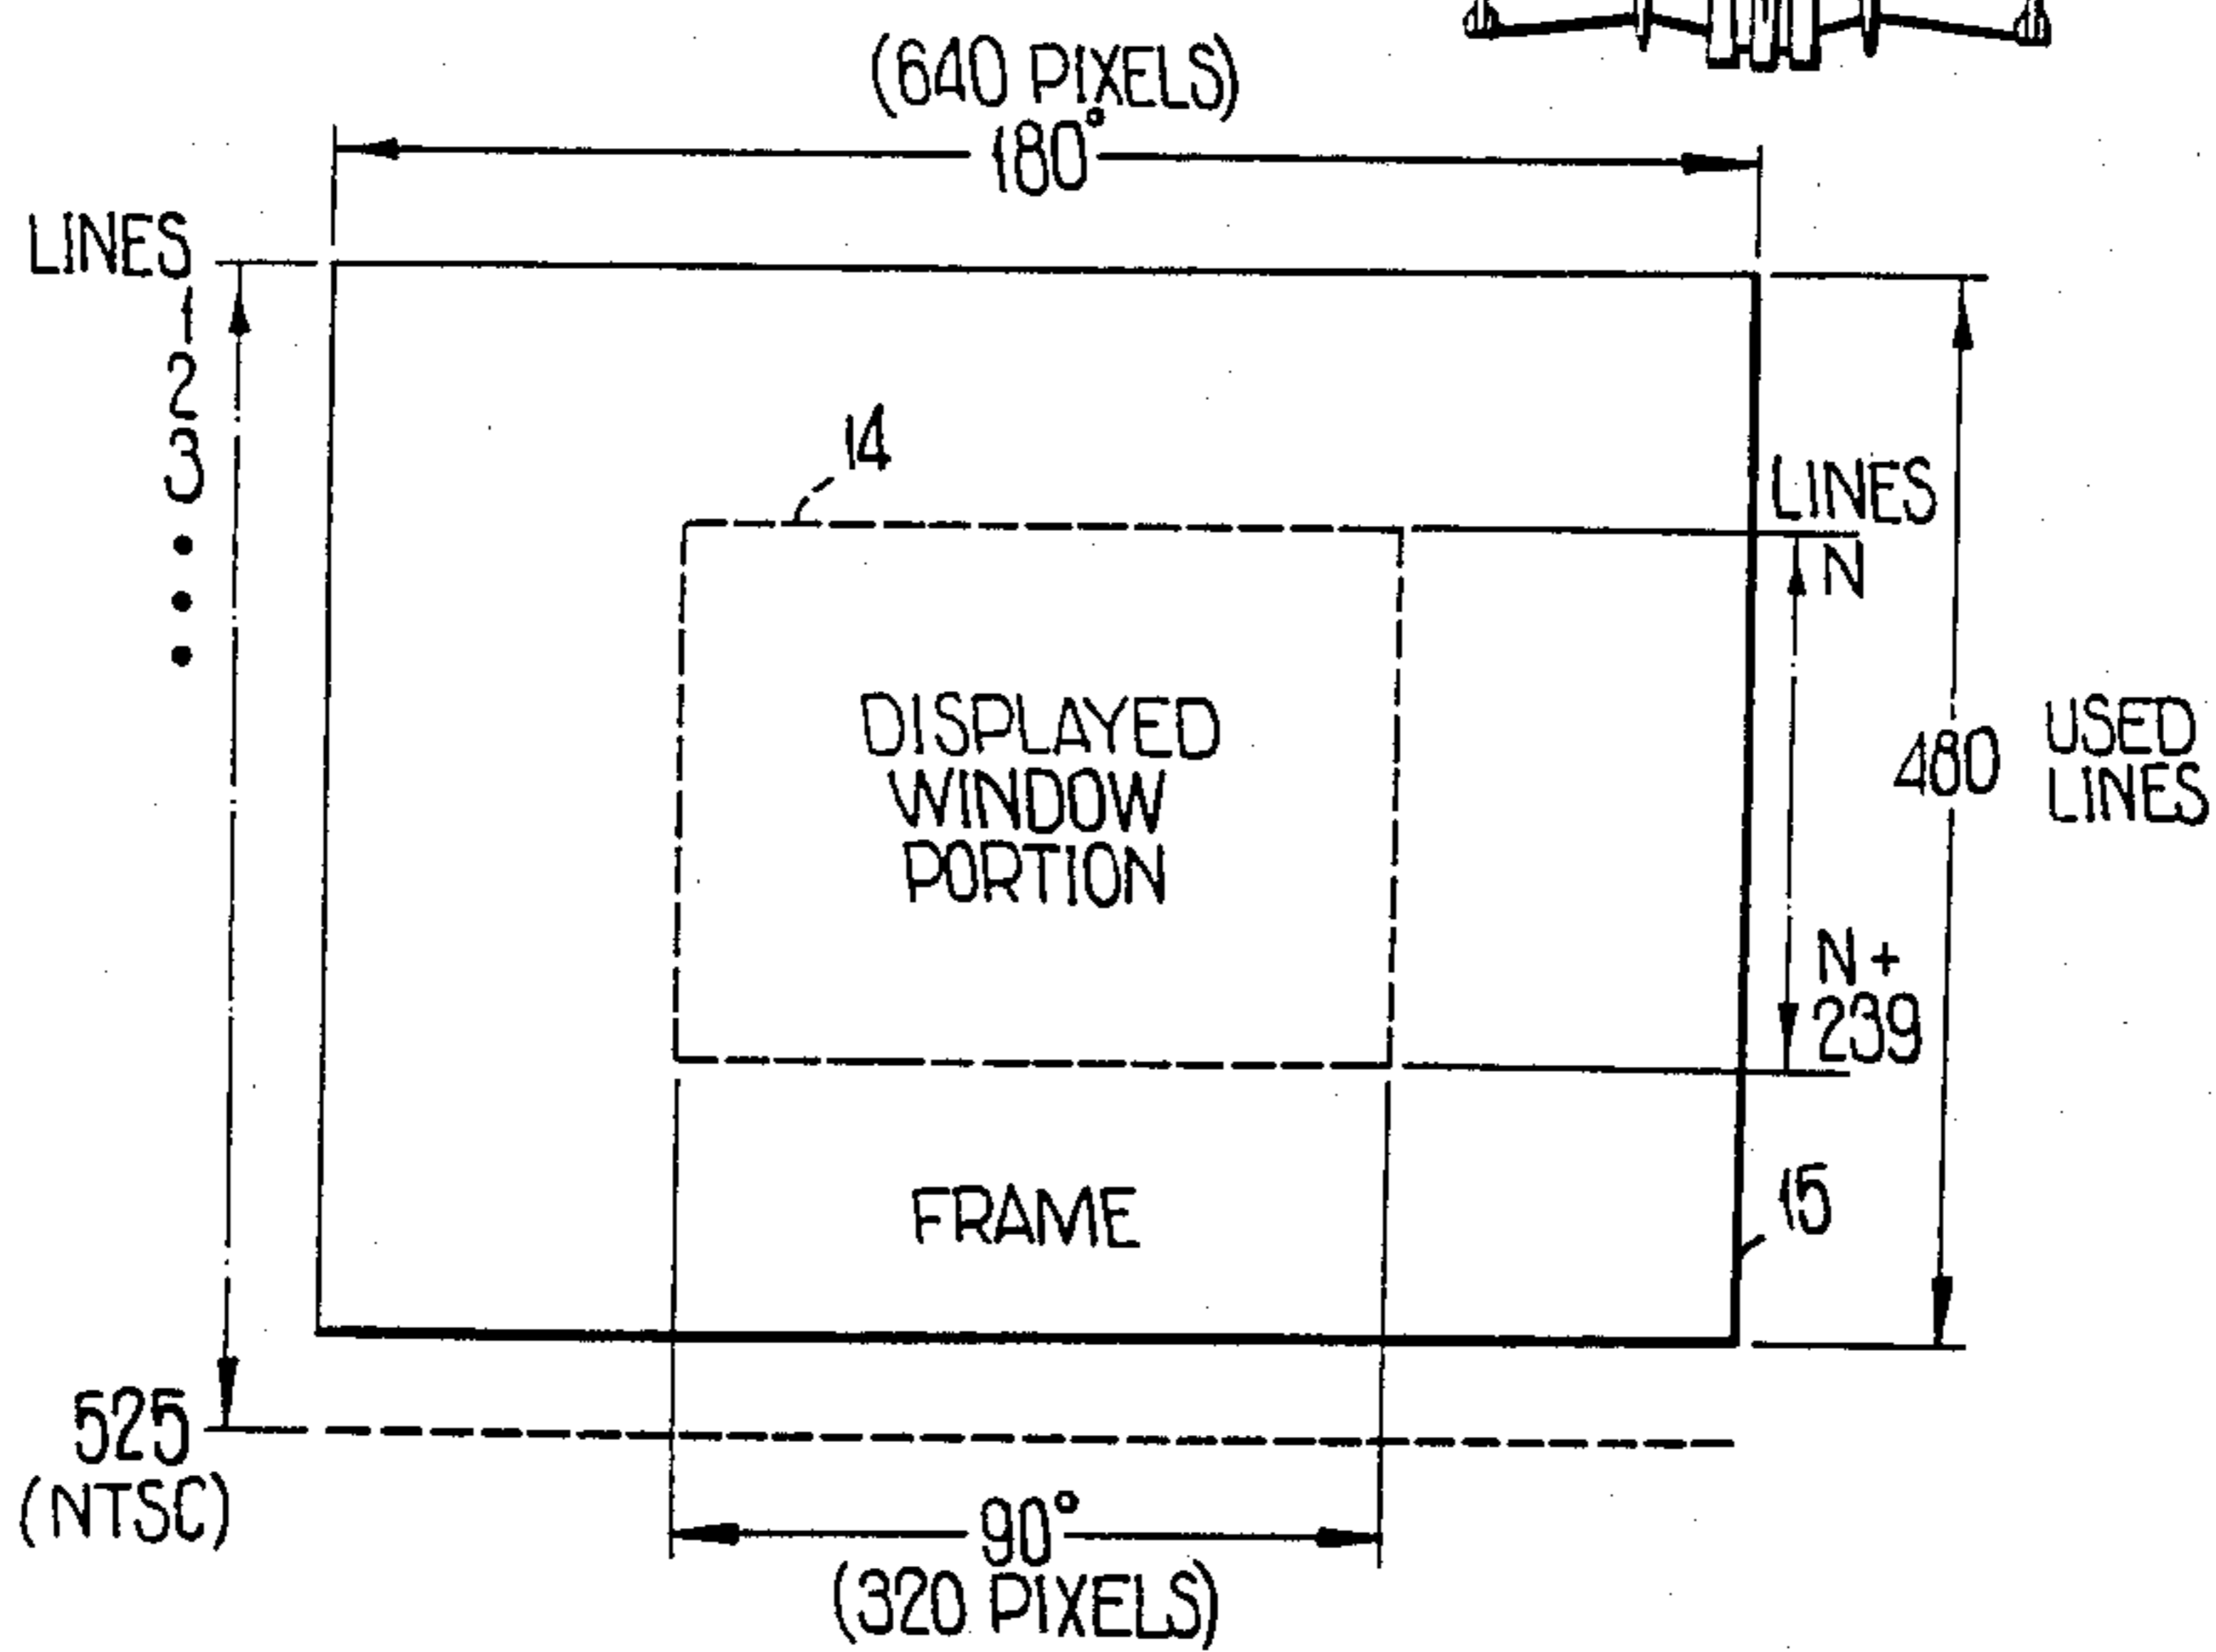 (640 PIXELS)
180°
LINES
1
2
3
14
LINES
N
DISPLAYED
WINDOW
PORTION
480
USED
LINES
N+
239
15
FRAME
525
(NTSC)
90°
(320 PIXELS)